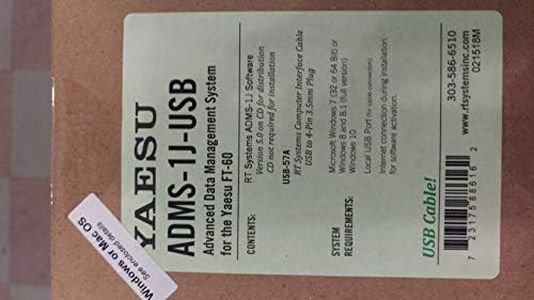 YAESU
ADMS-1J-USB
Advanced Data Management System
for the Yaesu FT-60
CONTENTS:
RT Systems ADMS-1J Software
Version 5.0 on CD for distribution
CD not required for installation
USB-57A
RT Systems Computer Interface Cable
USB to 4-Pin 3.5mm Plug
SYSTEM
REQUIREMENTS:
Microsoft Windows 7 (32 or 64 Bit) or
Windows 8 and 8.1 (full version)
Windows 10
Local USB Port (for cable connection)
Internet connection during installation
for software activation.
USB Cable!
7 23175 88616 2
303-586-6510
www.rtsystemsinc.com
021518M
Windows or Mac OS
See enclosed details